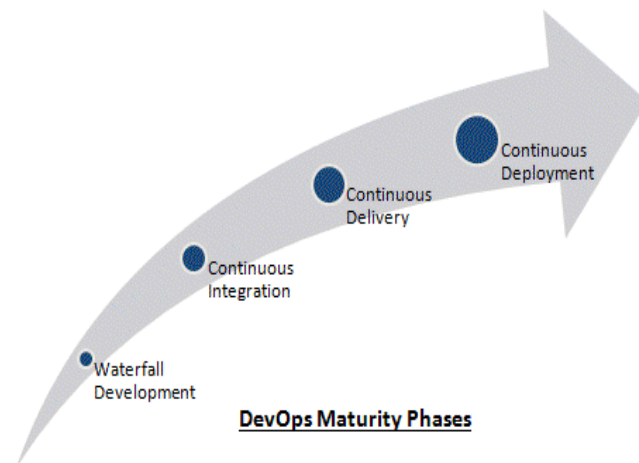 Continuous
Deployment
Continuous
Delivery
Continuous
Integration
Waterfall
Development
DevOps Maturity Phases